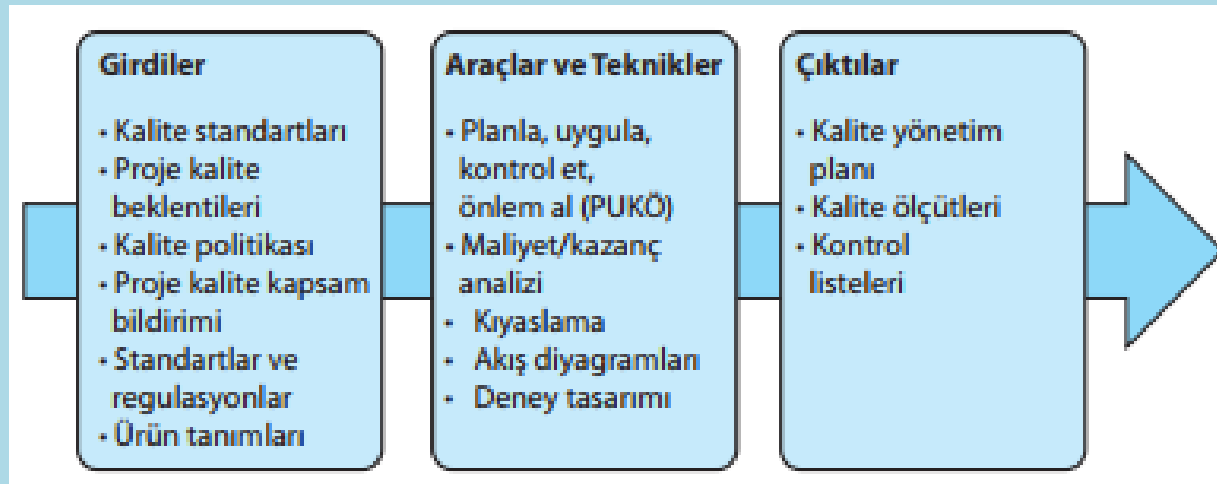 Girdiler
• Kalite standartları
• Proje kalite
beklentileri
• Kalite politikası
• Proje kalite kapsam
bildirimi
• Standartlar ve
regulasyonlar
• Ürün tanımları
Araçlar ve Teknikler
• Planla, uygula,
kontrol et,
önlem al (PUKÖ)
• Maliyet/kazanç
analizi
• Kıyaslama
• Akış diyagramları
• Deney tasarımı
Çıktılar
• Kalite yönetim
planı
• Kalite ölçütleri
• Kontrol
listeleri